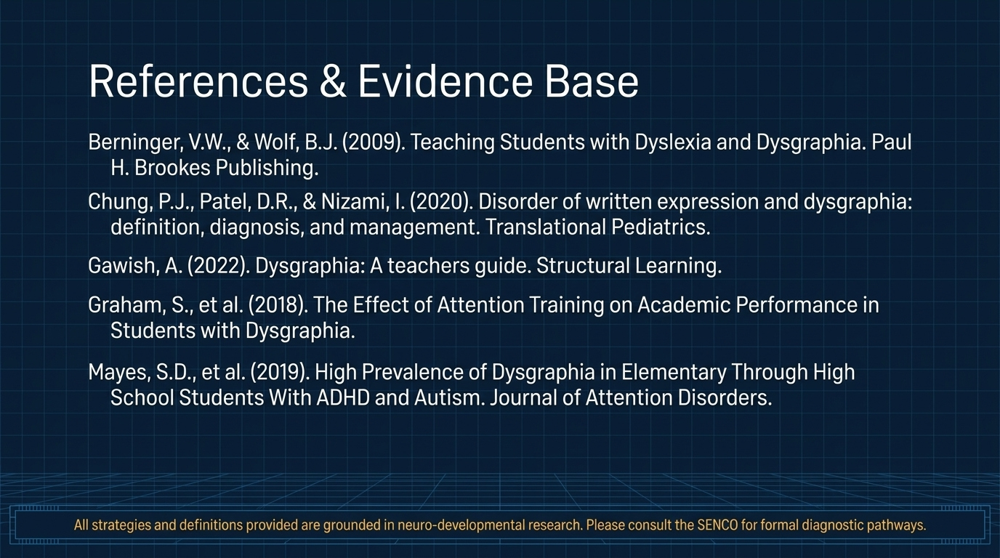 References & Evidence Base
Berninger, V.W., & Wolf, B.J. (2009). Teaching Students with Dyslexia and Dysgraphia. Paul
H. Brookes Publishing.
Chung, P.J., Patel, D.R., & Nizami, I. (2020). Disorder of written expression and dysgraphia:
definition, diagnosis, and management. Translational Pediatrics.
Gawish, A. (2022). Dysgraphia: A teachers guide. Structural Learning.
Graham, S., et al. (2018). The Effect of Attention Training on Academic Performance in
Students with Dysgraphia.
Mayes, S.D., et al. (2019). High Prevalence of Dysgraphia in Elementary Through High
School Students With ADHD and Autism. Journal of Attention Disorders.
All strategies and definitions provided are grounded in neuro-developmental research. Please consult the SENCO for formal diagnostic pathways.